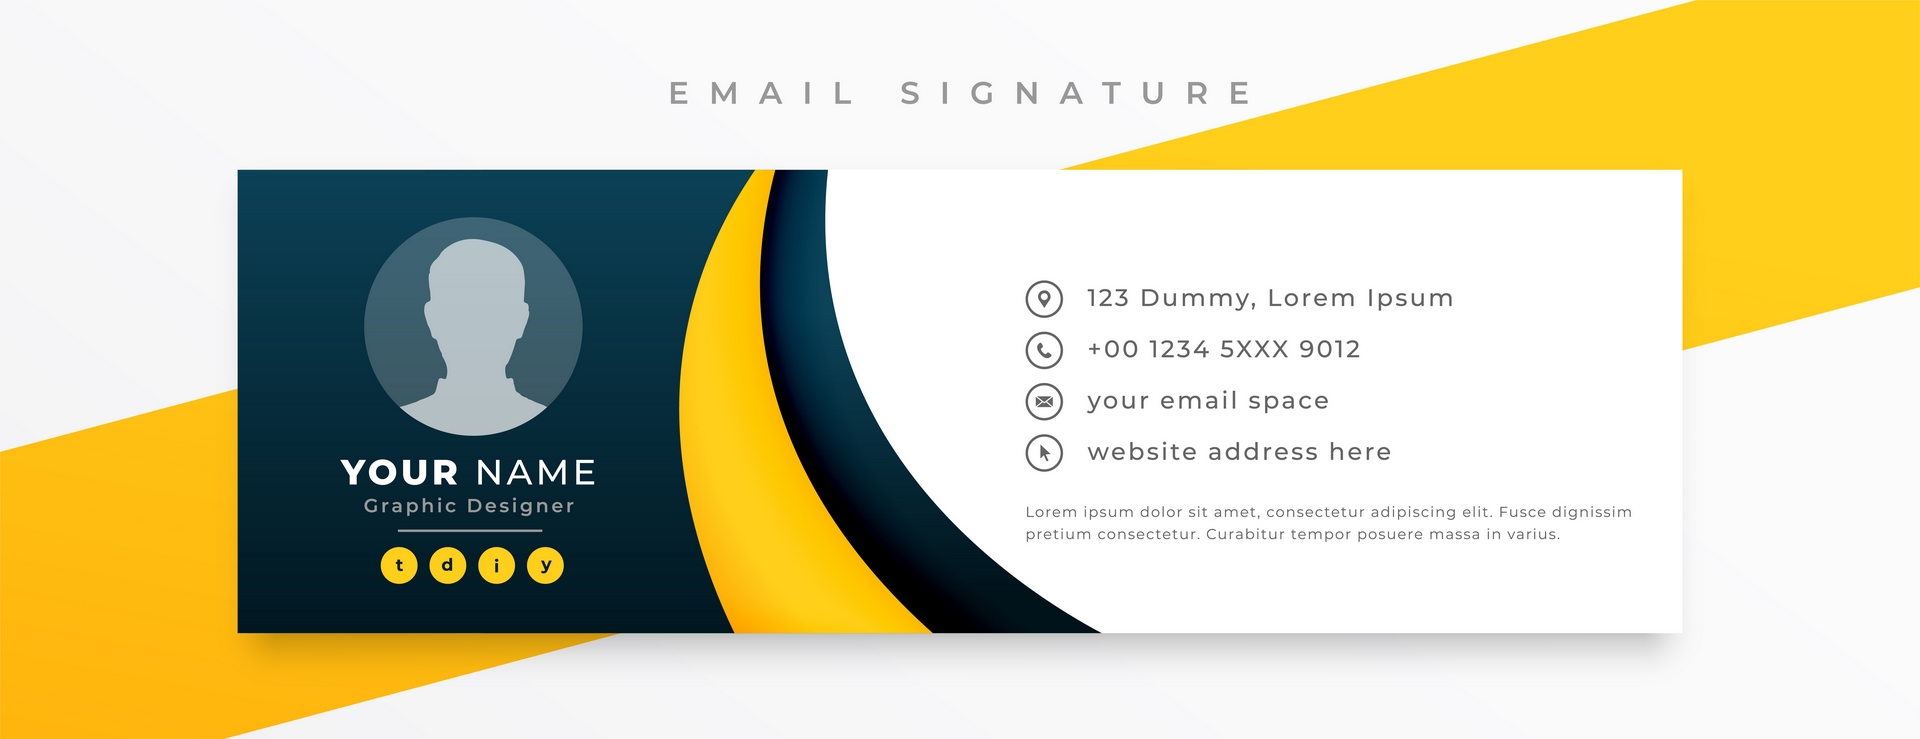 EMAIL SIGNATURE
YOUR NAME
Graphic Designer
t d i y
123 Dummy, Lorem Ipsum
+00 1234 5XXX 9012
your email space
website address here
Lorem ipsum dolor sit amet, consectetur adipiscing elit. Fusce dignissim
pretium consectetur. Curabitur tempor posuere massa in varius.